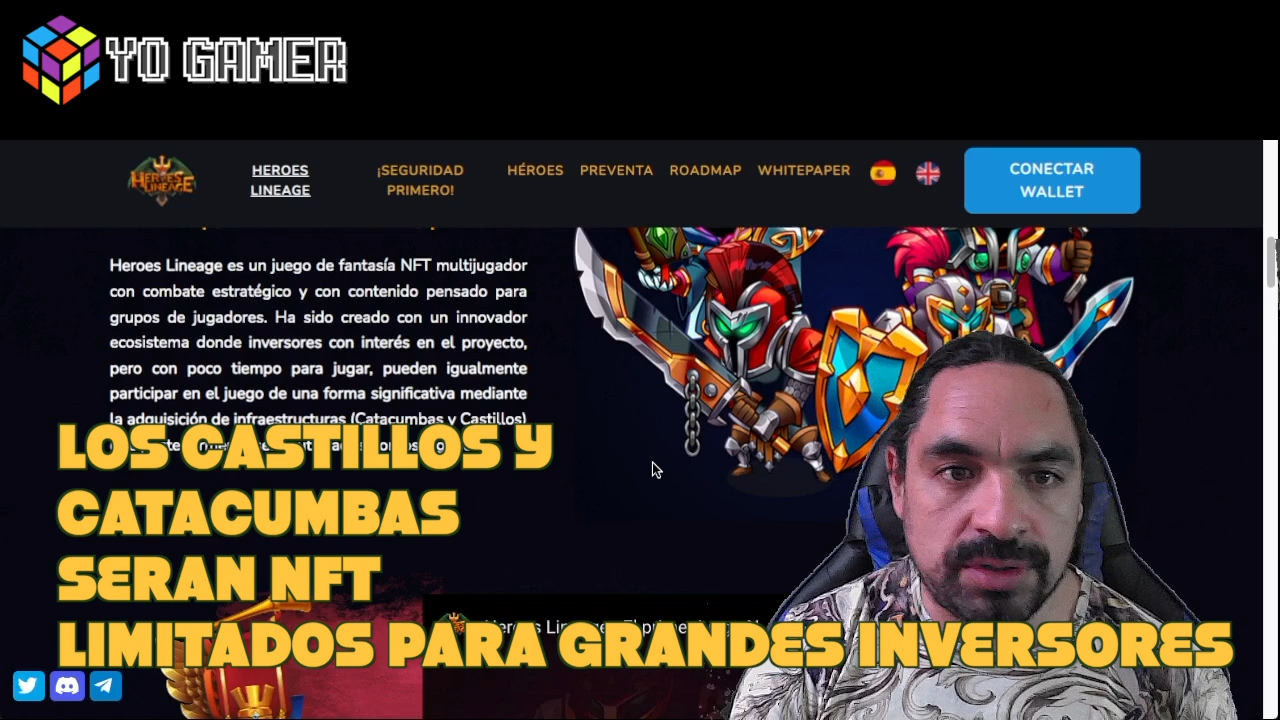 YO GAMER
HEROES LINEAGE
HEROES
LINEAGE
¡SEGURIDAD
PRIMERO!
HÉROES
PREVENTA
ROADMAP
WHITEPAPER
CONECTAR
WALLET
Heroes Lineage es un juego de fantasía NFT multijugador
con combate estratégico y con contenido pensado para
grupos de jugadores. Ha sido creado con un innovador
ecosistema donde inversores con interés en el proyecto,
pero con poco tiempo para jugar, pueden igualmente
participar en el juego de una forma significativa mediante
la adquisición de infraestructuras (Catacumbas y Castillos)
LOS CASTILLOS Y
CATACUMBAS
SERAN NFT
LIMITADOS PARA GRANDES INVERSORES